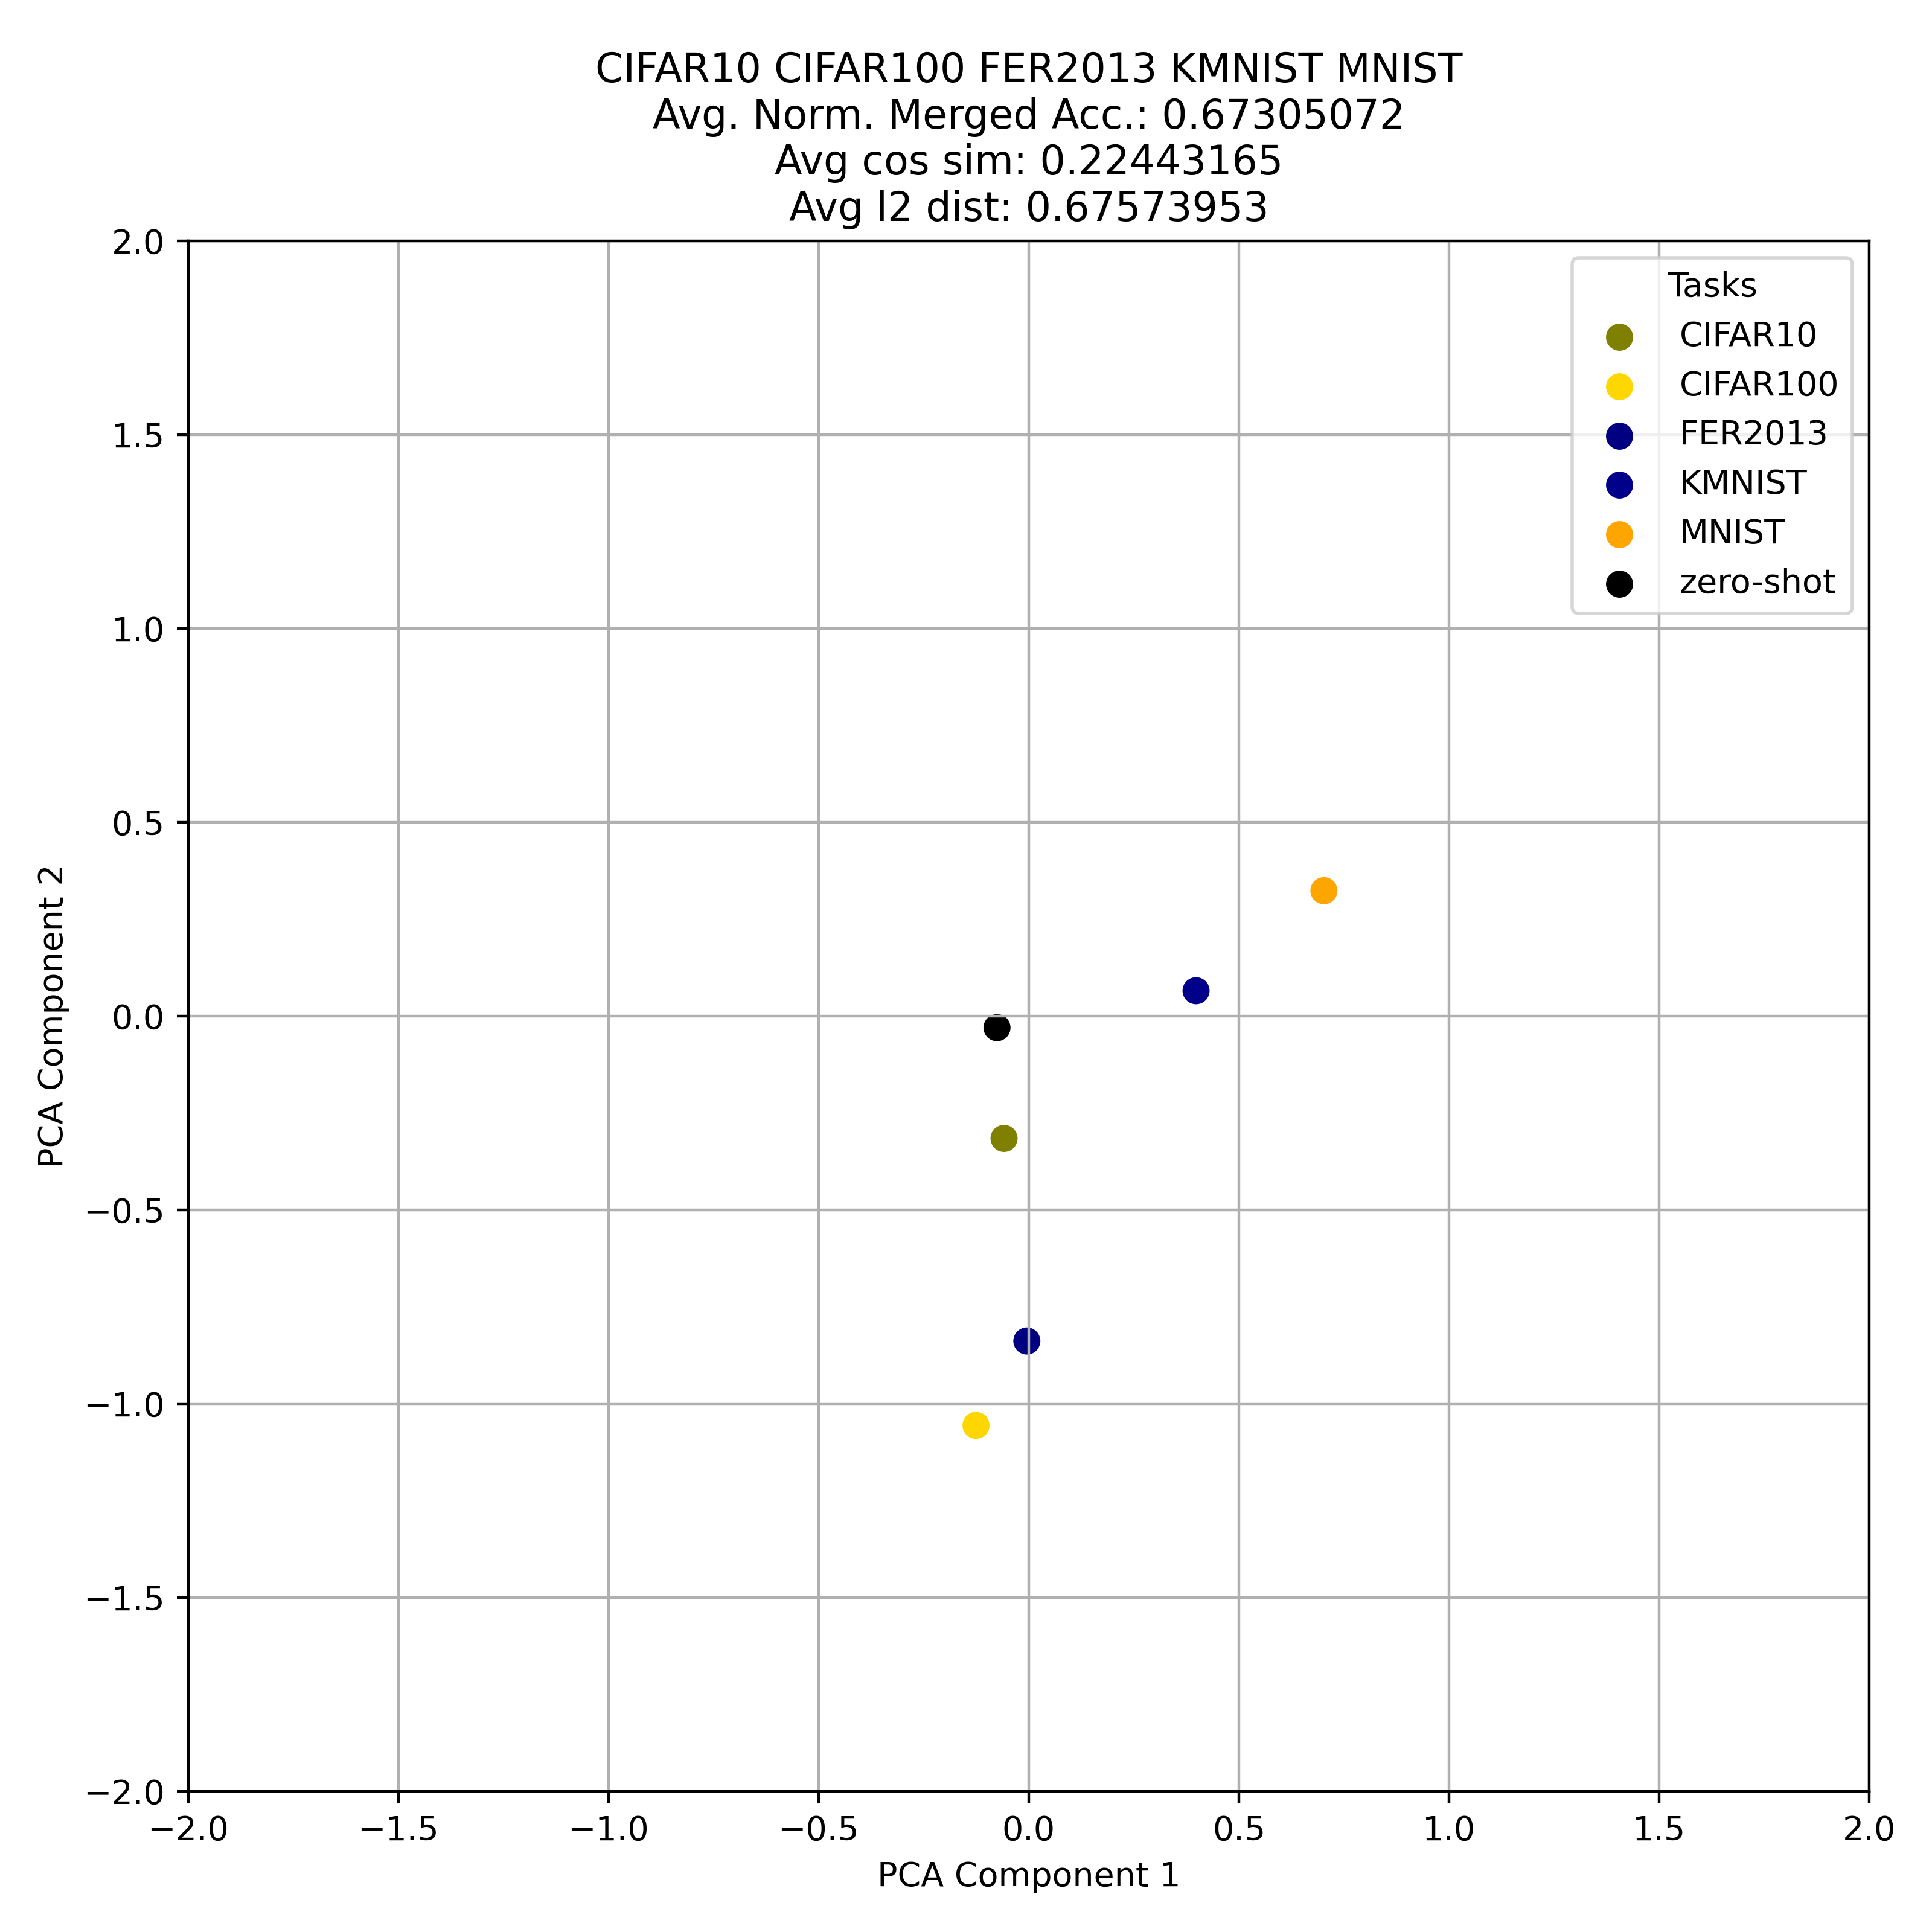 CIFAR10 CIFAR100 FER2013 KMNIST MNIST
Avg. Norm. Merged Acc.: 0.67305072
Avg cos sim: 0.22443165
Avg l2 dist: 0.67573953
Tasks
CIFAR10
CIFAR100
FER2013
KMNIST
MNIST
zero-shot
2.0
1.5
1.0
0.5
0.0
−0.5
−1.0
−1.5
−2.0
PCA Component 2
−2.0 −1.5 −1.0 −0.5 0.0 0.5 1.0 1.5 2.0
PCA Component 1